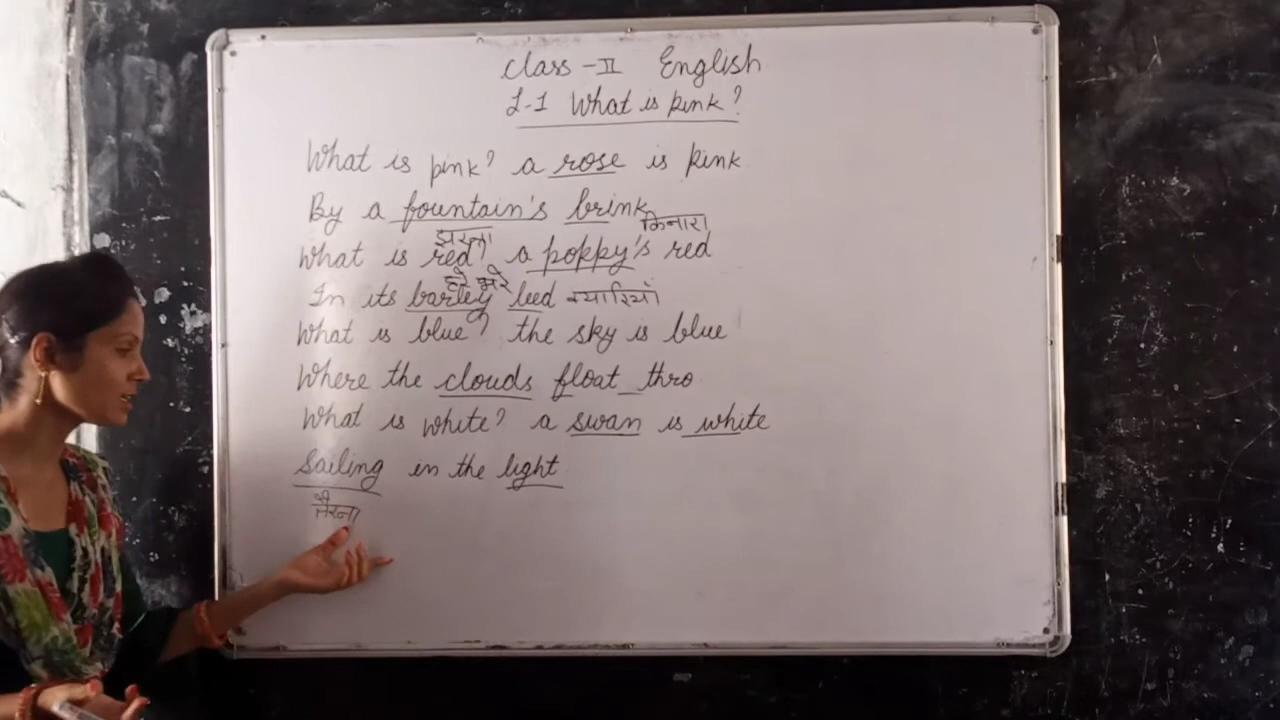 Class - II English
L-1 What is pink?
What is pink? a rose is pink
By a fountain's brink
झरना किनारा
What is red? a poppy's red
हरे भरे
In its barley bed क्यारियां
What is blue? the sky is blue
Where the clouds float thro
What is white? a swan is white
Sailing in the light
तैरना